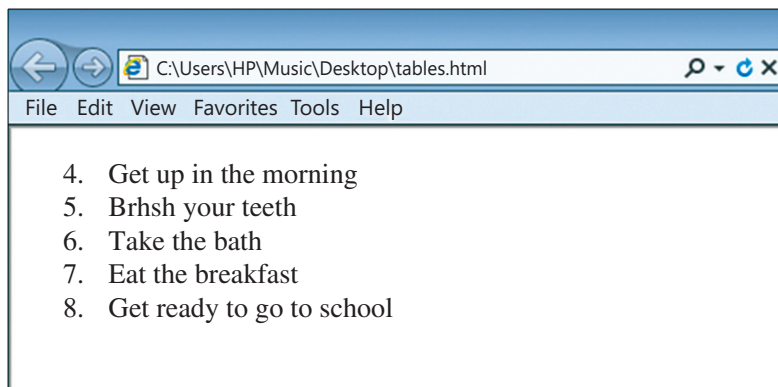 C:\Users\HP\Music\Desktop\tables.html
File Edit View Favorites Tools Help
4. Get up in the morning
5. Brhsh your teeth
6. Take the bath
7. Eat the breakfast
8. Get ready to go to school